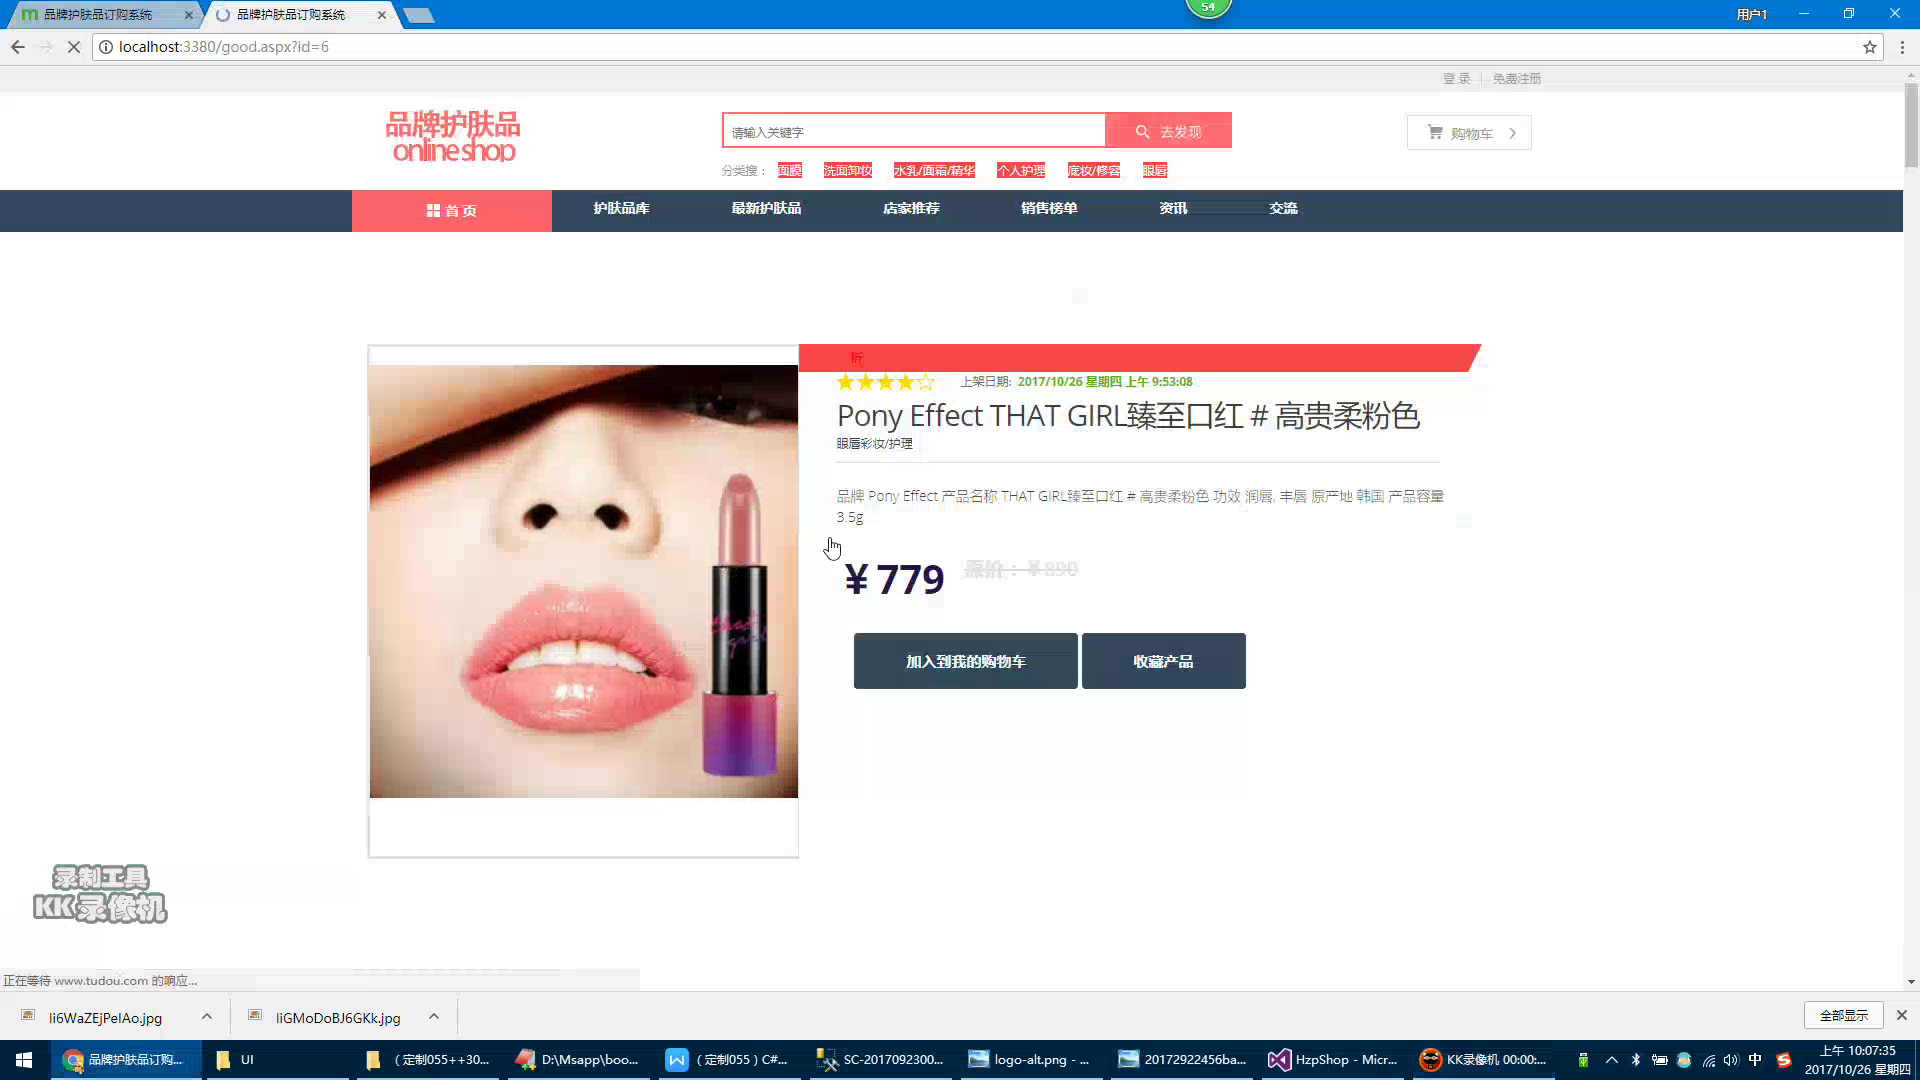 品牌护肤品订购系统
品牌护肤品订购系统
54
用户1
localhost:3380/good.aspx?id=6
登录 免费注册
品牌护肤品
onlineshop
请输入关键字
去发现
购物车
分类搜: 面膜 洗面卸妆 水乳/面霜/精华 个人护理 底妆/修容 眼唇
首页 护肤品库 最新护肤品 店家推荐 销售榜单 资讯 交流
上架日期: 2017/10/26 星期四 上午 9:53:08
Pony Effect THAT GIRL臻至口红 # 高贵柔粉色
眼唇彩妆/护理
品牌 Pony Effect 产品名称 THAT GIRL臻至口红 # 高贵柔粉色 功效 润唇, 丰唇 原产地 韩国 产品容量
3.5g
¥ 779 原价:¥890
加入到我的购物车 收藏产品
that
girl
录制工具
KK录像机
正在等待 www.tudou.com 的响应...
li6WaZEjPeIAo.jpg
liGMoDoBJ6GKk.jpg
全部显示
品牌护肤品订购...
UI
(定制055++30...
D:\Msapp\boo...
(定制055) C#...
SC-2017092300...
logo-alt.png - ...
20172922456ba...
HzpShop - Micr...
KK录像机 00:00:...
中
上午 10:07:35
2017/10/26 星期四